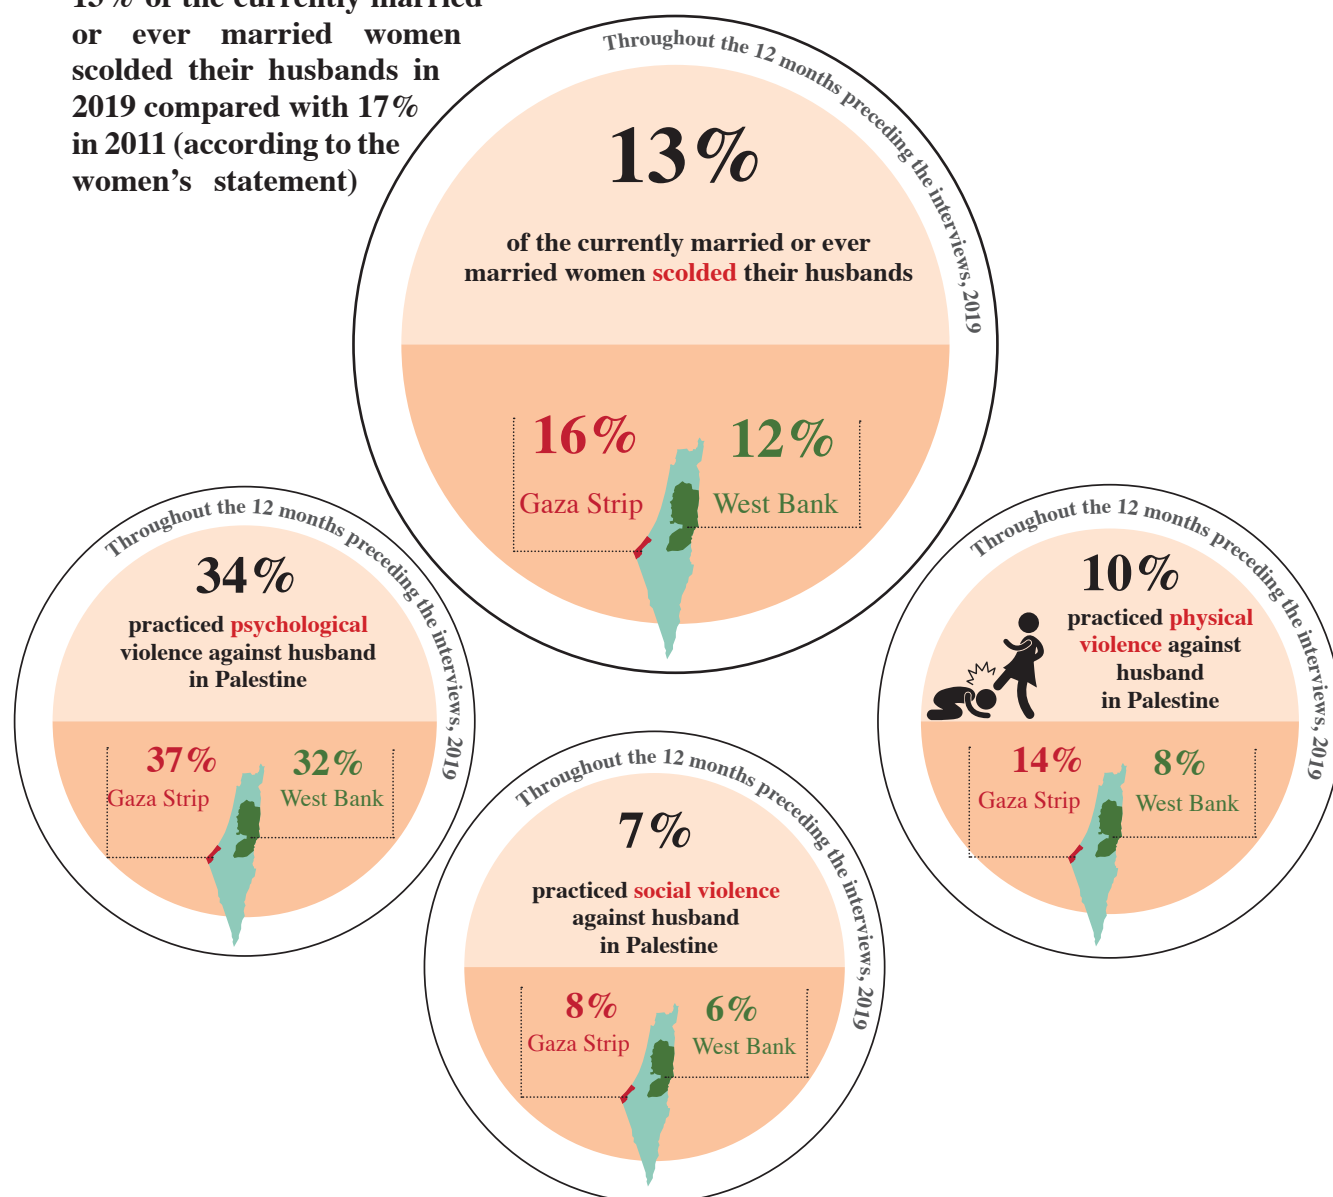 13% of the currently married
or ever married women
scolded their husbands in
2019 compared with 17%
in 2011 (according to the
women’s statement)
Throughout the 12 months preceding the interviews, 2019
13%
of the currently married or ever
married women scolded their husbands
16%
Gaza Strip
12%
West Bank
Throughout the 12 months preceding the interviews, 2019
34%
practiced psychological
violence against husband
in Palestine
37%
Gaza Strip
32%
West Bank
Throughout the 12 months preceding the interviews, 2019
10%
practiced physical
violence against
husband
in Palestine
14%
Gaza Strip
8%
West Bank
Throughout the 12 months preceding the interviews, 2019
7%
practiced social violence
against husband
in Palestine
8%
Gaza Strip
6%
West Bank